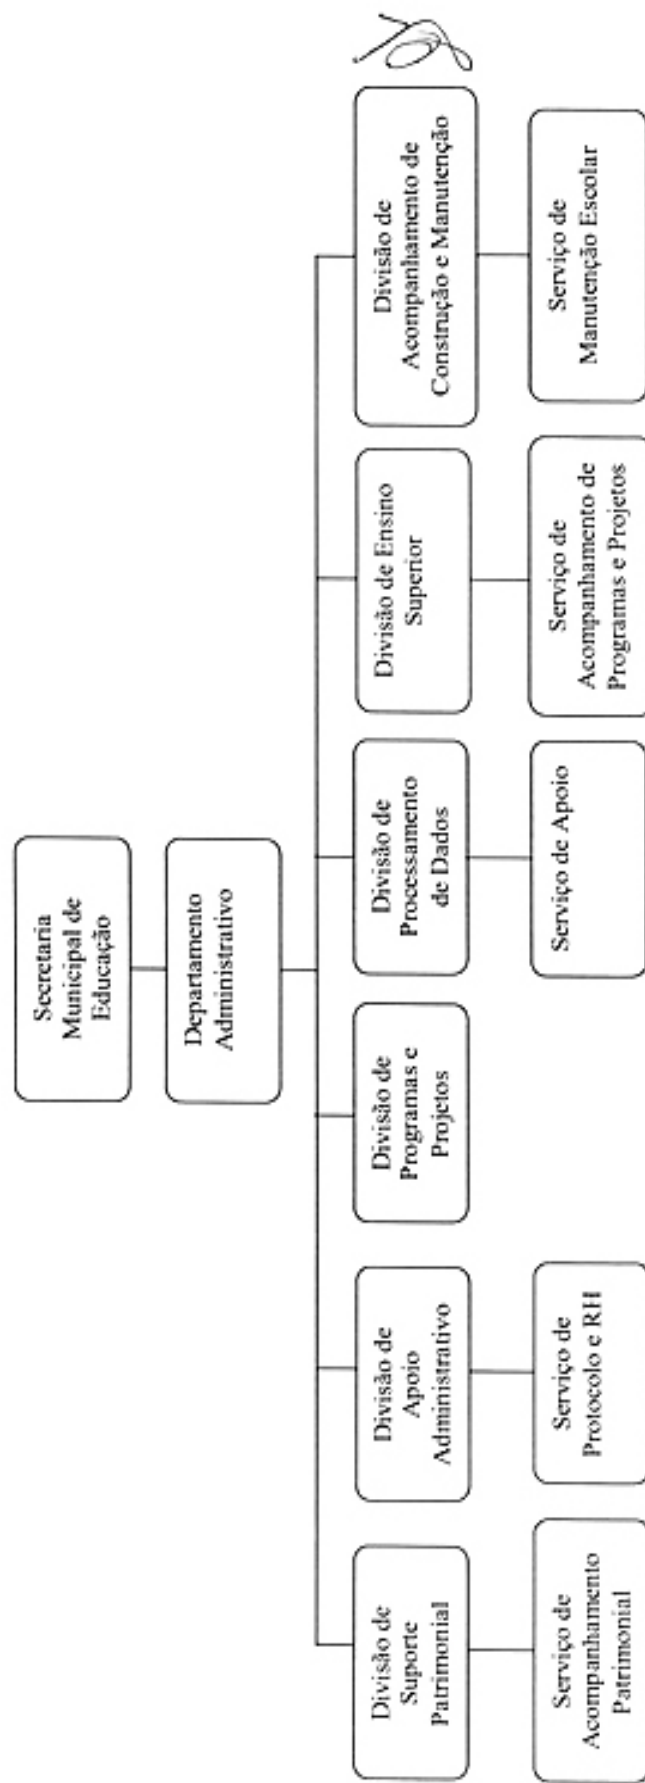 Secretaria
Municipal de
Educação
Departamento
Administrativo
Divisão de
Suporte
Patrimonial
Divisão de
Apoio
Administrativo
Divisão de
Programas e
Projetos
Divisão de
Processamento
de Dados
Divisão de Ensino
Superior
Divisão de
Acompanhamento de
Construção e Manutenção
Serviço de
Acompanhamento
Patrimonial
Serviço de
Protocolo e RH
Serviço de Apoio
Serviço de
Acompanhamento de
Programas e Projetos
Serviço de
Manutenção Escolar